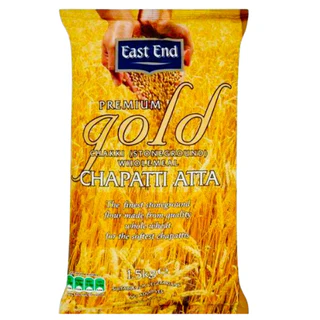 East End
PREMIUM
gold
CHAKKI (STONEGROUND)
WHOLEMEAL
CHAPATTI ATTA
The finest stoneground
flour made from quality
whole wheat
for the softest chapattis
1.5kg